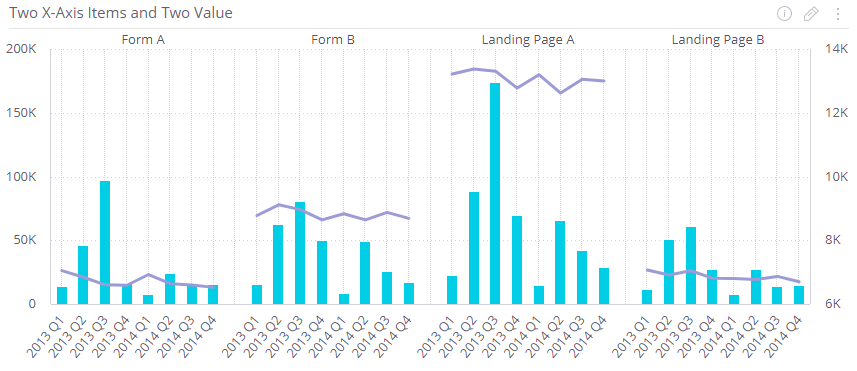 Two X-Axis Items and Two Value
Form A
Form B
Landing Page A
Landing Page B
200K
150K
100K
50K
0
14K
12K
10K
8K
6K
2013 Q1
2013 Q2
2013 Q3
2013 Q4
2014 Q1
2014 Q2
2014 Q3
2014 Q4
2013 Q1
2013 Q2
2013 Q3
2013 Q4
2014 Q1
2014 Q2
2014 Q3
2014 Q4
2013 Q1
2013 Q2
2013 Q3
2013 Q4
2014 Q1
2014 Q2
2014 Q3
2014 Q4
2013 Q1
2013 Q2
2013 Q3
2013 Q4
2014 Q1
2014 Q2
2014 Q3
2014 Q4